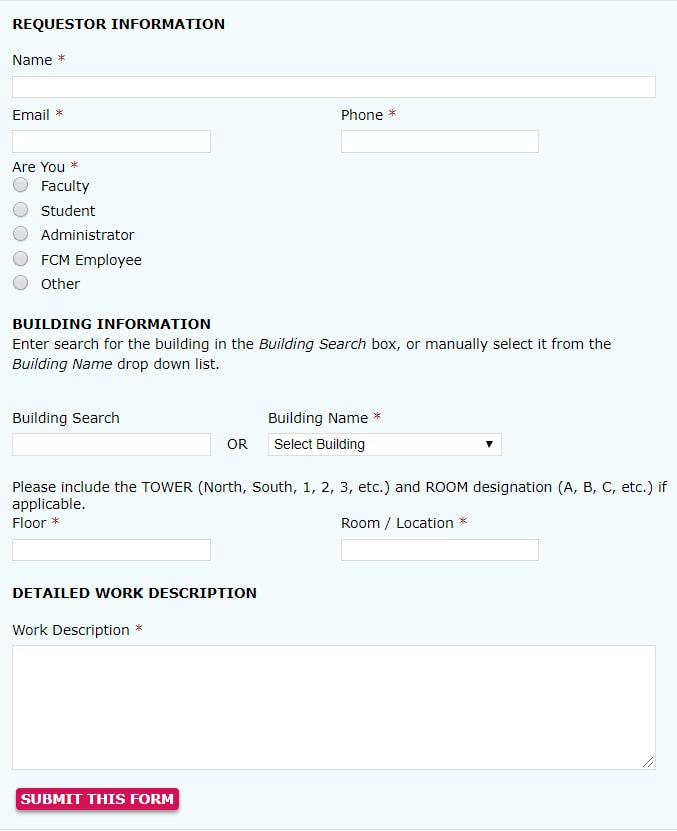 REQUESTOR INFORMATION
Name *
Email * Phone *
Are You *
Faculty
Student
Administrator
FCM Employee
Other
BUILDING INFORMATION
Enter search for the building in the Building Search box, or manually select it from the
Building Name drop down list.
Building Search Building Name *
OR Select Building
Please include the TOWER (North, South, 1, 2, 3, etc.) and ROOM designation (A, B, C, etc.) if
applicable.
Floor * Room / Location *
DETAILED WORK DESCRIPTION
Work Description *
SUBMIT THIS FORM